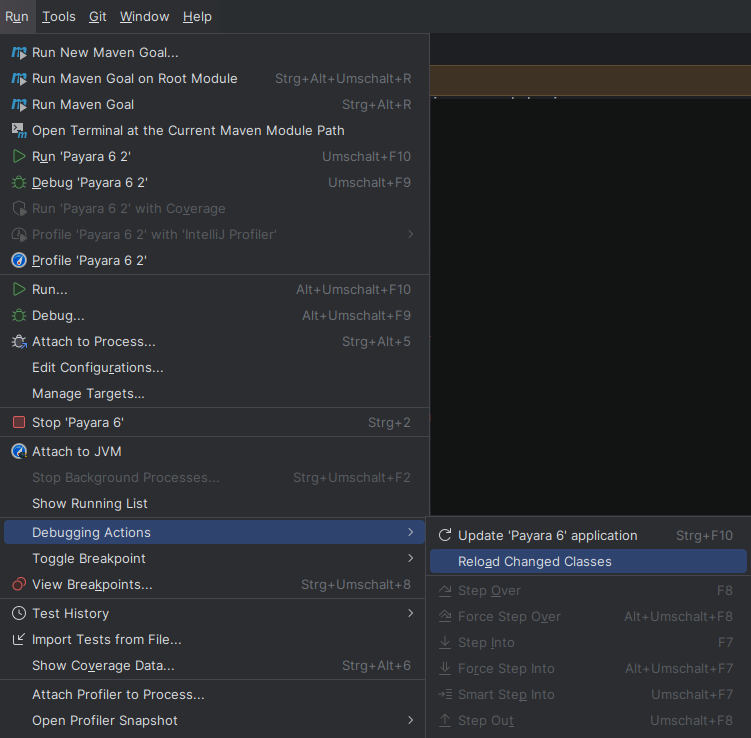 Run Tools Git Window Help
Run New Maven Goal...
Run Maven Goal on Root Module Strg+Alt+Umschalt+R
Run Maven Goal Strg+Alt+R
Open Terminal at the Current Maven Module Path
Run 'Payara 6 2' Umschalt+F10
Debug 'Payara 6 2' Umschalt+F9
Run 'Payara 6 2' with Coverage
Profile 'Payara 6 2' with 'IntelliJ Profiler'
Profile 'Payara 6 2'
Run... Alt+Umschalt+F10
Debug... Alt+Umschalt+F9
Attach to Process... Strg+Alt+5
Edit Configurations...
Manage Targets...
Stop 'Payara 6' Strg+2
Attach to JVM
Stop Background Processes... Strg+Umschalt+F2
Show Running List
Debugging Actions
Toggle Breakpoint
View Breakpoints... Strg+Umschalt+8
Test History
Import Tests from File...
Show Coverage Data... Strg+Alt+6
Attach Profiler to Process...
Open Profiler Snapshot
Update 'Payara 6' application Strg+F10
Reload Changed Classes
Step Over F8
Force Step Over Alt+Umschalt+F8
Step Into F7
Force Step Into Alt+Umschalt+F7
Smart Step Into Umschalt+F7
Step Out Umschalt+F8